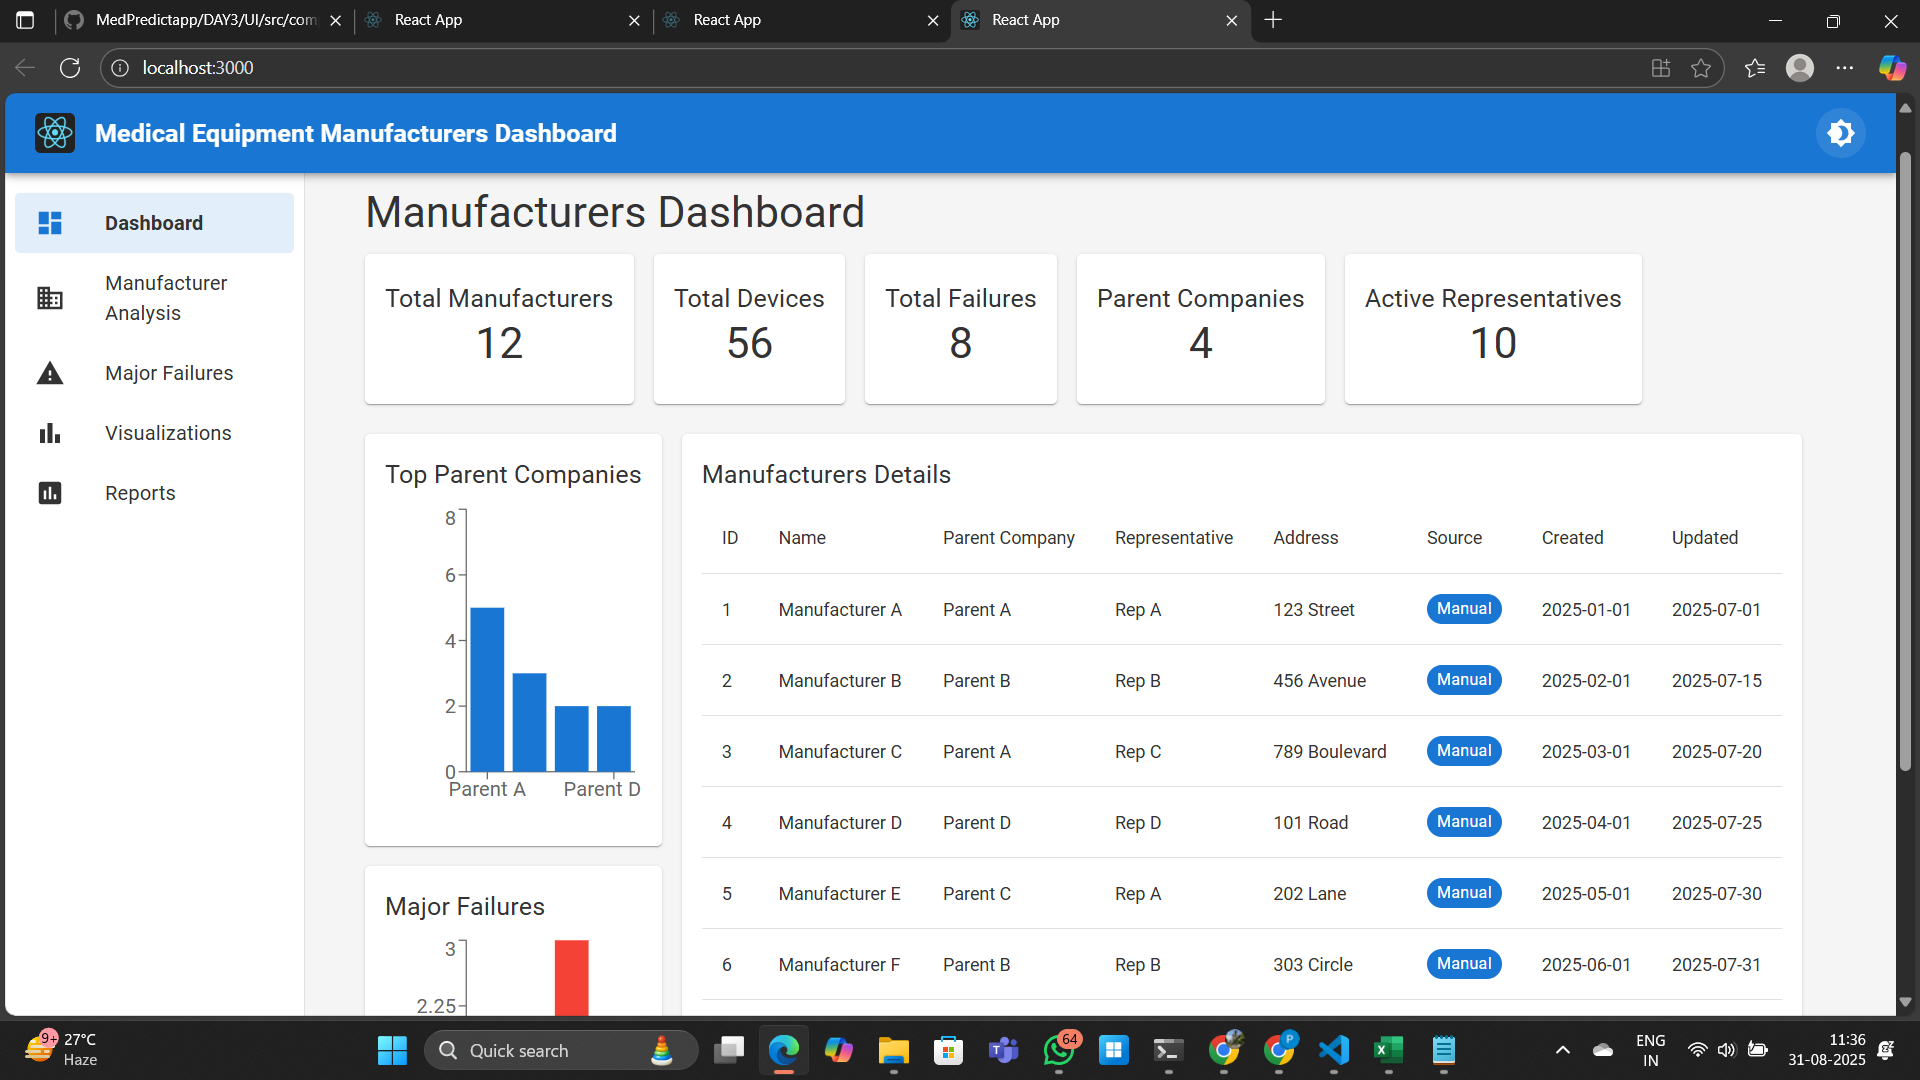 MedPredictapp/DAY3/UI/src/com
React App
React App
React App
localhost:3000
Medical Equipment Manufacturers Dashboard
Dashboard
Manufacturer
Analysis
Major Failures
Visualizations
Reports
Manufacturers Dashboard
Total Manufacturers
12
Total Devices
56
Total Failures
8
Parent Companies
4
Active Representatives
10
Top Parent Companies
8
6
4
2
0
Parent A Parent D
Major Failures
3
2.25
Manufacturers Details
ID Name Parent Company Representative Address Source Created Updated
1 Manufacturer A Parent A Rep A 123 Street Manual 2025-01-01 2025-07-01
2 Manufacturer B Parent B Rep B 456 Avenue Manual 2025-02-01 2025-07-15
3 Manufacturer C Parent A Rep C 789 Boulevard Manual 2025-03-01 2025-07-20
4 Manufacturer D Parent D Rep D 101 Road Manual 2025-04-01 2025-07-25
5 Manufacturer E Parent C Rep A 202 Lane Manual 2025-05-01 2025-07-30
6 Manufacturer F Parent B Rep B 303 Circle Manual 2025-06-01 2025-07-31
9+
27°C
Haze
Quick search
64
P
ENG
IN
11:36
31-08-2025